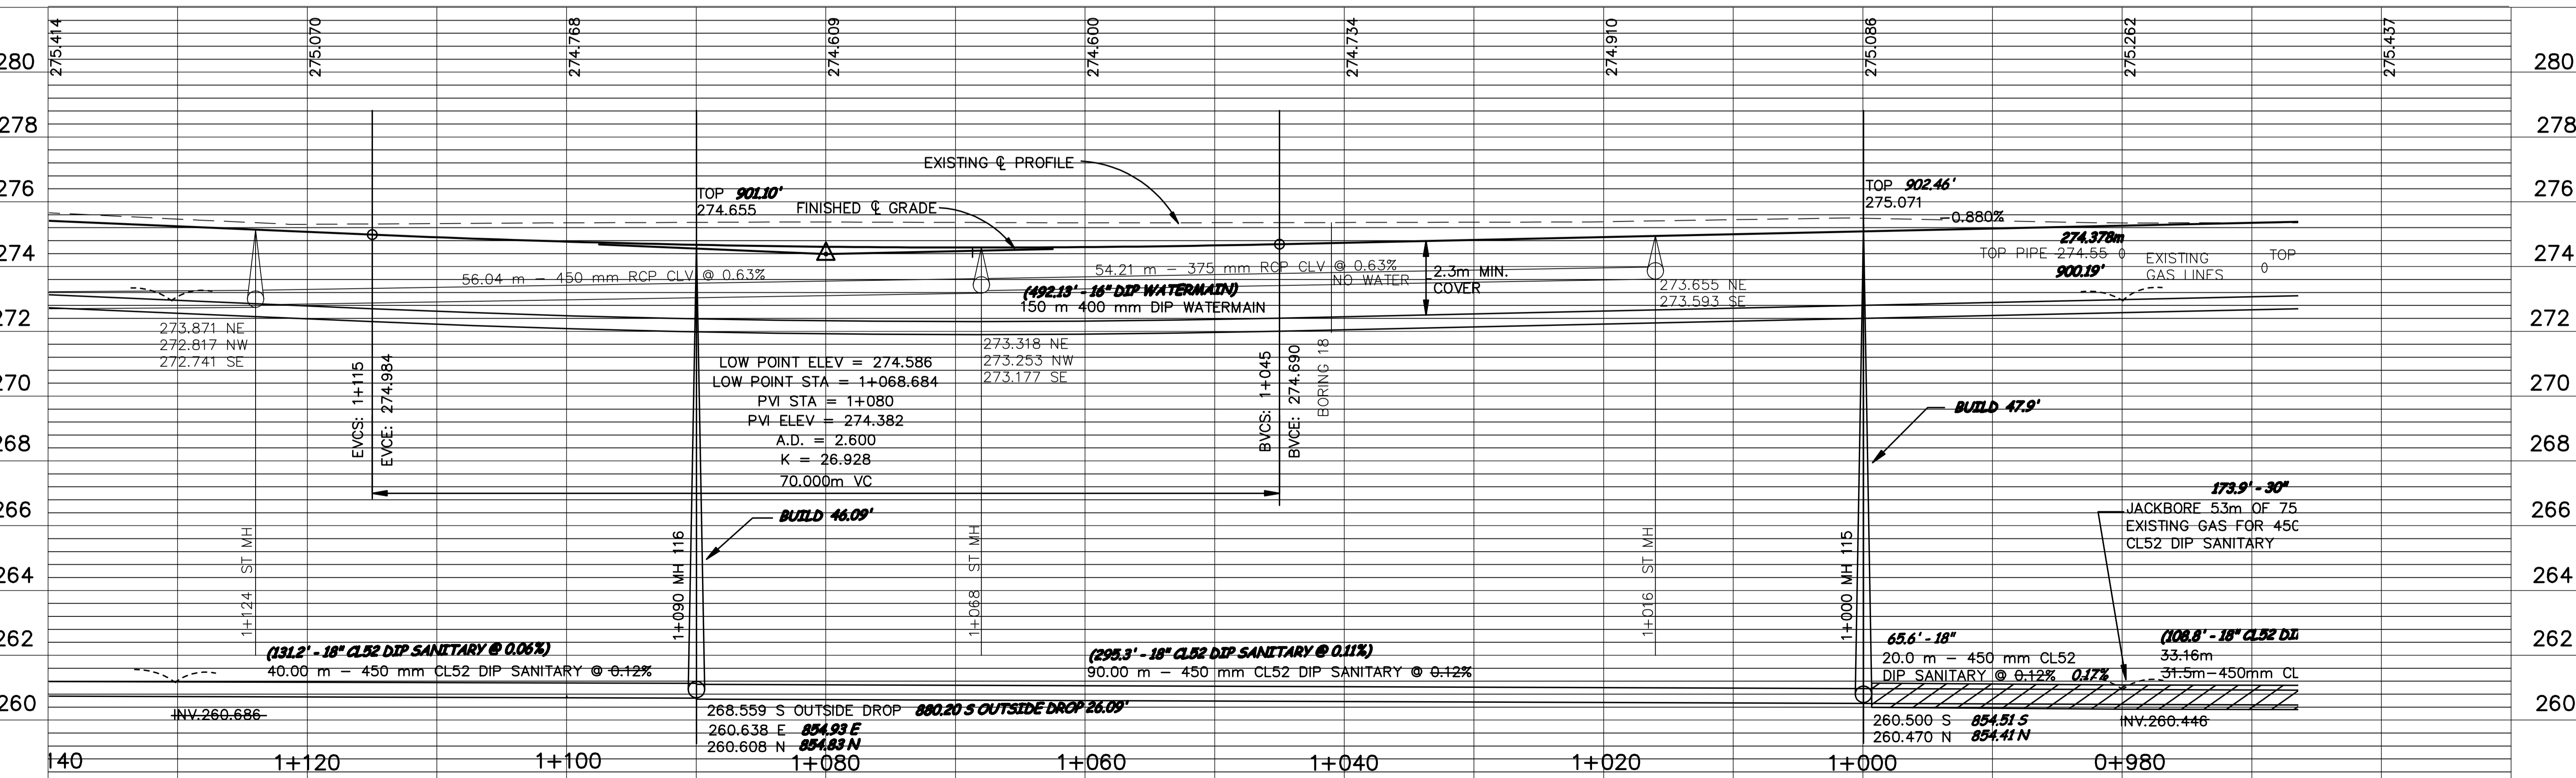 275.414
275.070
274.768
274.609
274.600
274.734
274.910
275.086
275.262
275.437
280
280
278
278
276
276
274
274
272
272
270
270
268
268
266
266
264
264
262
262
260
260
EXISTING ℄ PROFILE
TOP 901.10'
274.655
FINISHED ℄ GRADE
TOP 902.46'
275.071
-0.880%
274.378m
TOP PIPE 274.55 0
900.19'
EXISTING
GAS LINES
0
TOP
56.04 m - 450 mm RCP CLV @ 0.63%
54.21 m - 375 mm RCP CLV @ 0.63%
NO WATER
2.3m MIN.
COVER
(492.13' - 16" DIP WATERMAIN)
150 m 400 mm DIP WATERMAIN
273.655 NE
273.593 SE
273.871 NE
272.817 NW
272.741 SE
273.318 NE
273.253 NW
273.177 SE
EVCS: 1+115
EVCE: 274.984
LOW POINT ELEV = 274.586
LOW POINT STA = 1+068.684
PVI STA = 1+080
PVI ELEV = 274.382
A.D. = 2.600
K = 26.928
70.000m VC
BVCS: 1+045
BVCE: 274.690
BORING 18
BUILD 47.9'
BUILD 46.09'
173.9' - 30"
JACKBORE 53m OF 75
EXISTING GAS FOR 450
CL52 DIP SANITARY
1+124 ST MH
1+090 MH 116
1+068 ST MH
1+016 ST MH
1+000 MH 115
(131.2' - 18" CL52 DIP SANITARY @ 0.06%)
40.00 m - 450 mm CL52 DIP SANITARY @ 0.12%
(295.3' - 18" CL52 DIP SANITARY @ 0.11%)
90.00 m - 450 mm CL52 DIP SANITARY @ 0.12%
65.6' - 18"
20.0 m - 450 mm CL52
DIP SANITARY @ 0.12% 0.17%
(108.8' - 18" CL52 DI
33.16m
31.5m-450mm CL
INV.260.686
268.559 S OUTSIDE DROP 880.20 S OUTSIDE DROP 26.09'
260.638 E 854.93 E
260.608 N 854.83 N
260.500 S 854.51 S
260.470 N 854.41 N
INV.260.446
140
1+120
1+100
1+080
1+060
1+040
1+020
1+000
0+980